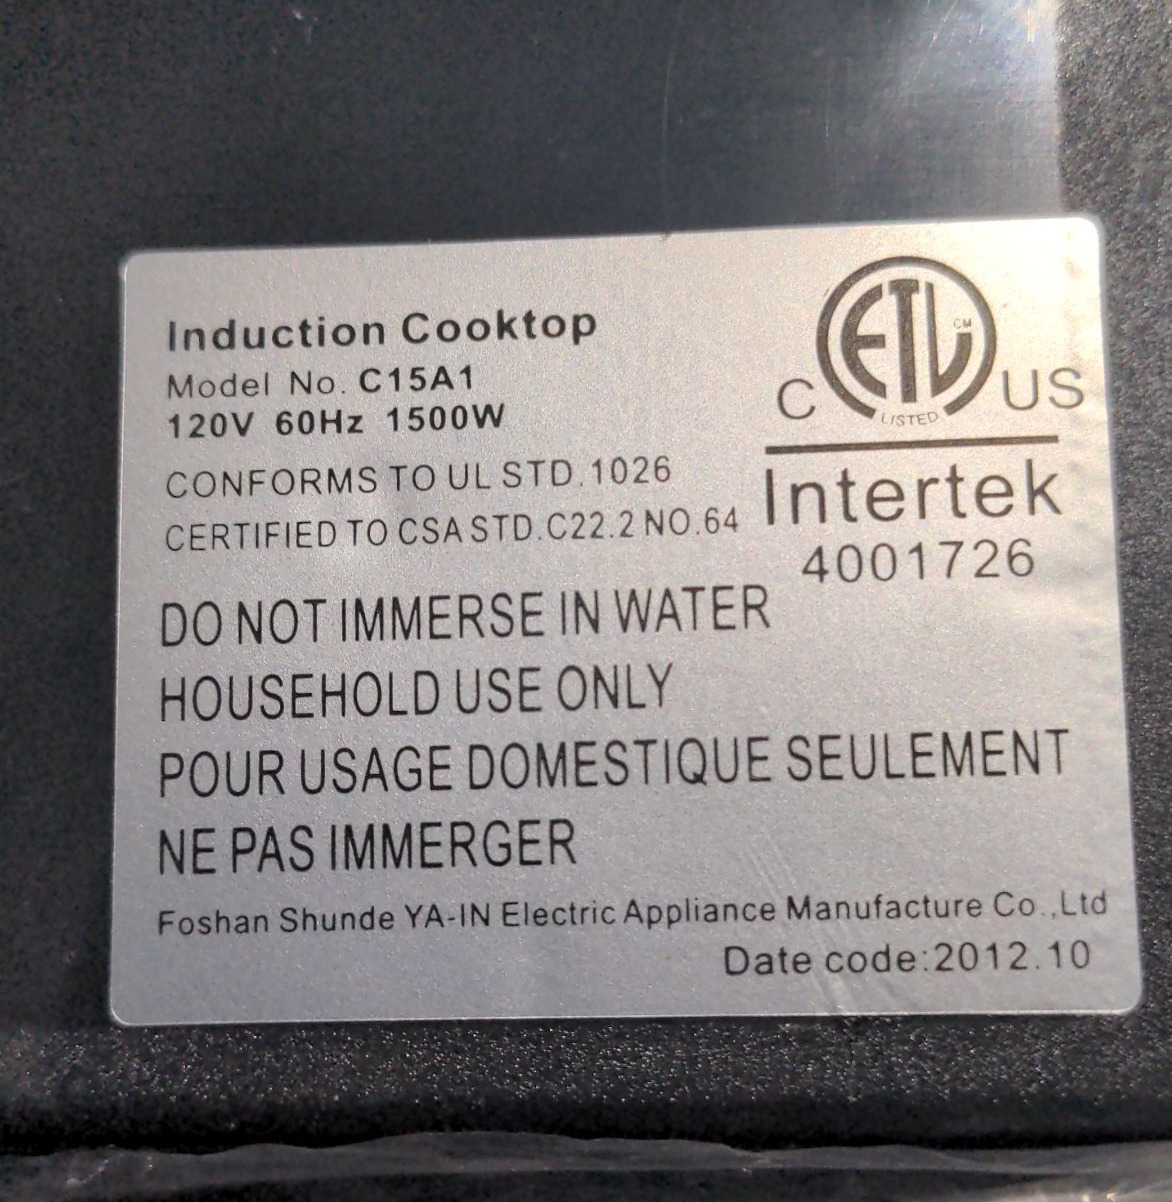 Induction Cooktop
Model No. C15A1
120V 60Hz 1500W
CONFORMS TO UL STD.1026
CERTIFIED TO CSA STD.C22.2 NO.64
ETL CM
C US
LISTED
Intertek
4001726
DO NOT IMMERSE IN WATER
HOUSEHOLD USE ONLY
POUR USAGE DOMESTIQUE SEULEMENT
NE PAS IMMERGER
Foshan Shunde YA-IN Electric Appliance Manufacture Co.,Ltd
Date code:2012.10